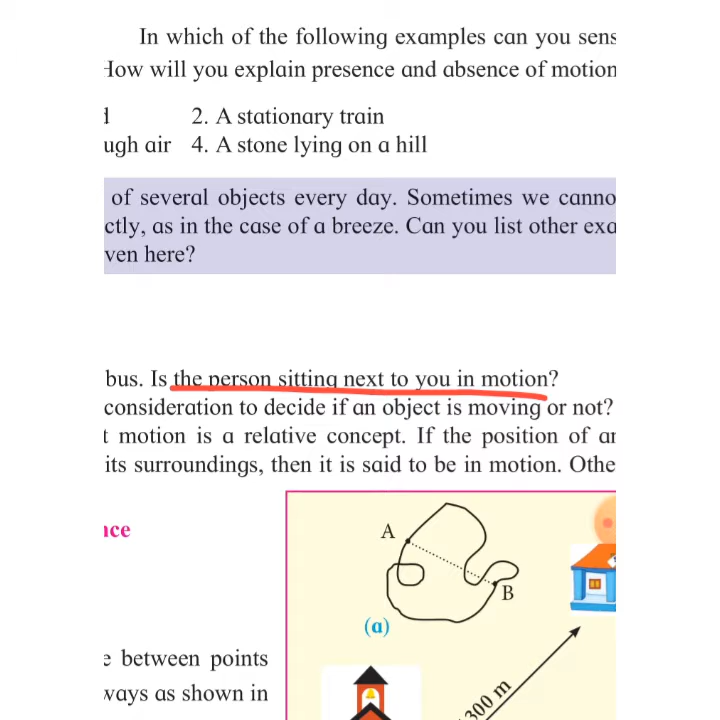 In which of the following examples can you sens
How will you explain presence and absence of motion
2. A stationary train
ugh air 4. A stone lying on a hill
of several objects every day. Sometimes we canno
ctly, as in the case of a breeze. Can you list other exa
ven here?
bus. Is the person sitting next to you in motion?
consideration to decide if an object is moving or not?
t motion is a relative concept. If the position of an
its surroundings, then it is said to be in motion. Othe
nce
A
B
(a)
e between points
ways as shown in
300 m